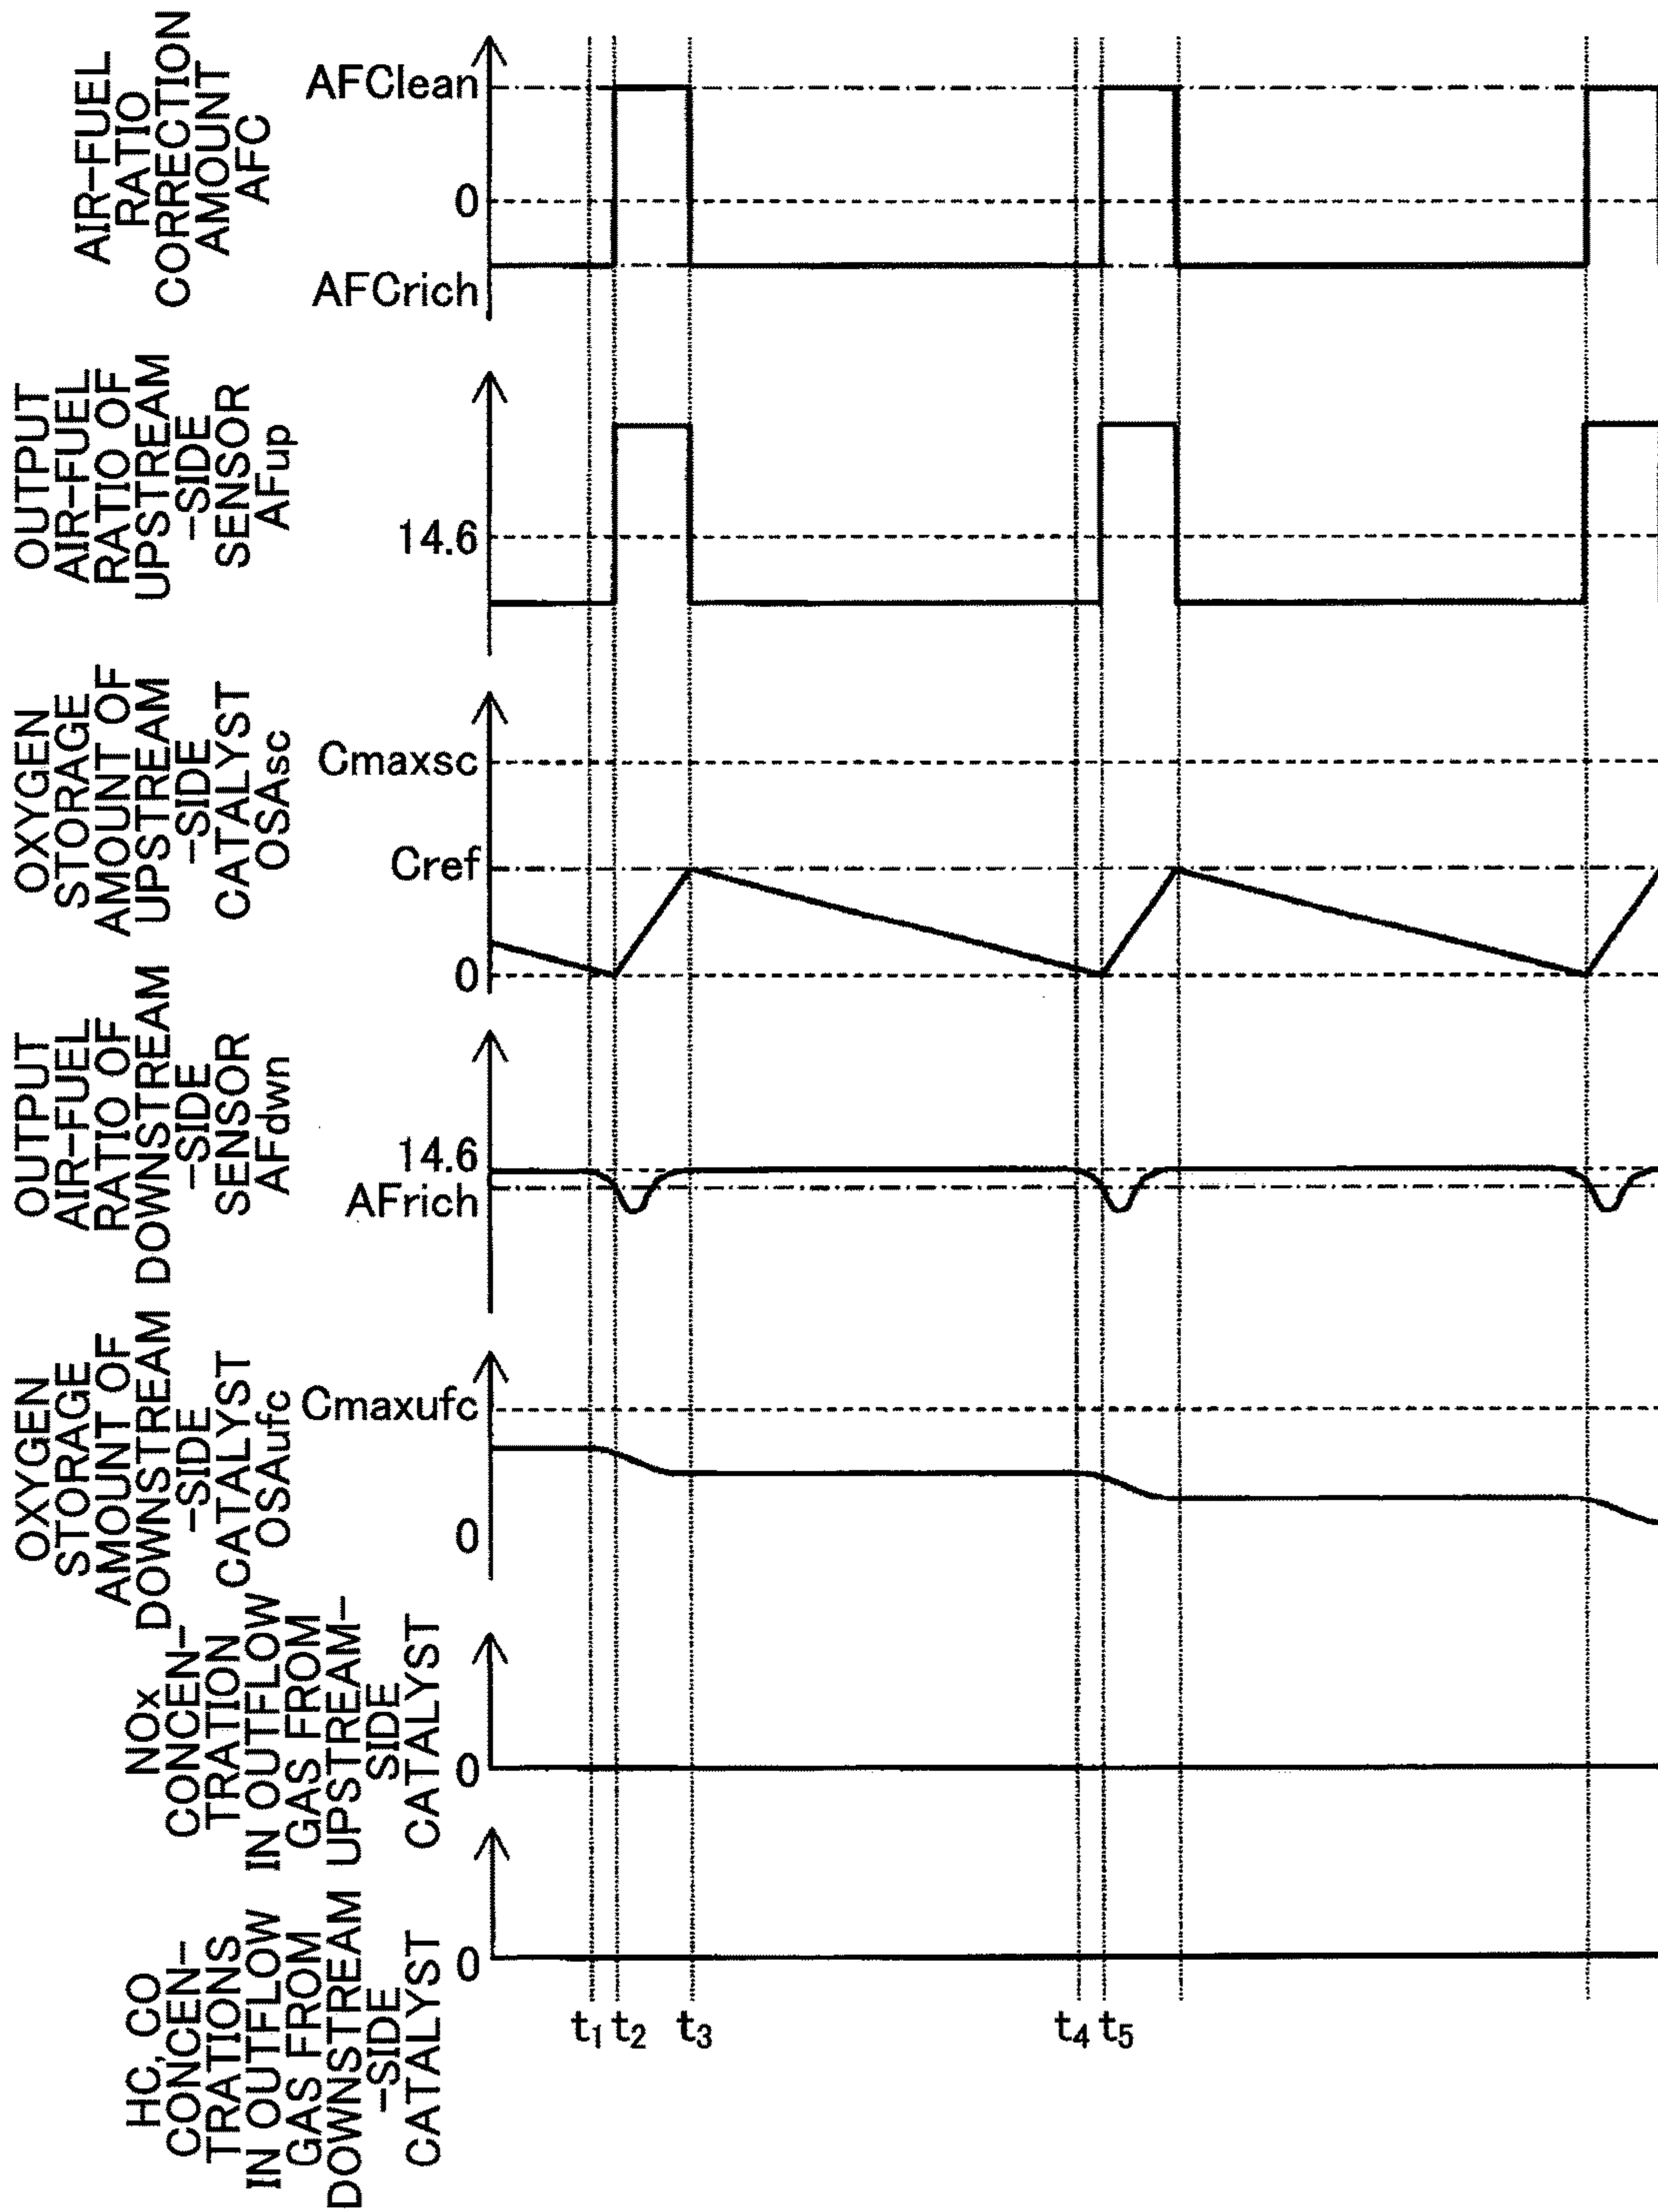 AIR-FUEL
RATIO
CORRECTION
AMOUNT
AFC
AFClean
0
AFCrich
OUTPUT
AIR-FUEL
RATIO OF
UPSTREAM
-SIDE
SENSOR
AFup
14.6
OXYGEN
STORAGE
AMOUNT OF
UPSTREAM
-SIDE
CATALYST
OSAsc
Cmaxsc
Cref
0
OUTPUT
AIR-FUEL
RATIO OF
DOWNSTREAM
-SIDE
SENSOR
AFdwn
14.6
AFrich
OXYGEN
STORAGE
AMOUNT OF
DOWNSTREAM
-SIDE
CATALYST
OSAufc
Cmaxufc
0
NOx
CONCEN-
TRATION
IN OUTFLOW
GAS FROM
UPSTREAM-
SIDE
CATALYST
0
HC, CO
CONCEN-
TRATIONS
IN OUTFLOW
GAS FROM
DOWNSTREAM
-SIDE
CATALYST
0
t1 t2 t3 t4 t5